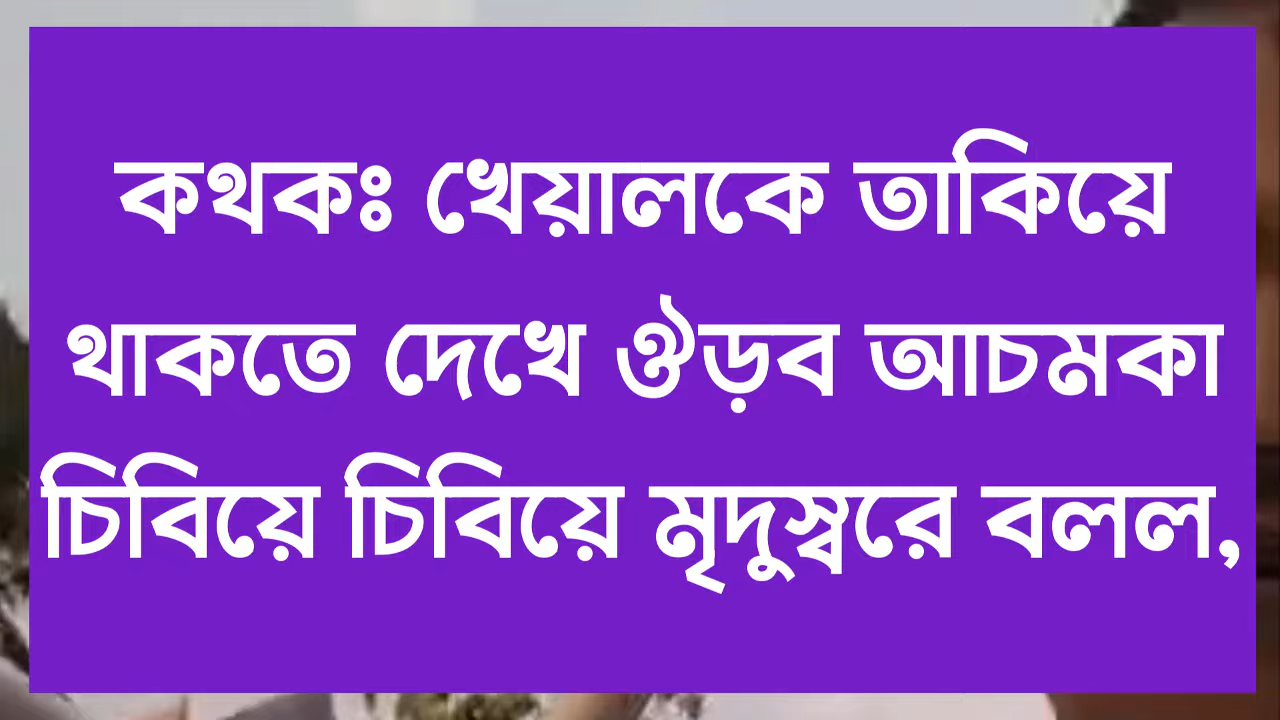 কথকঃ খেয়ালকে তাকিয়ে
থাকতে দেখে ঔড়ব আচমকা
চিবিয়ে চিবিয়ে মৃদুস্বরে বলল,